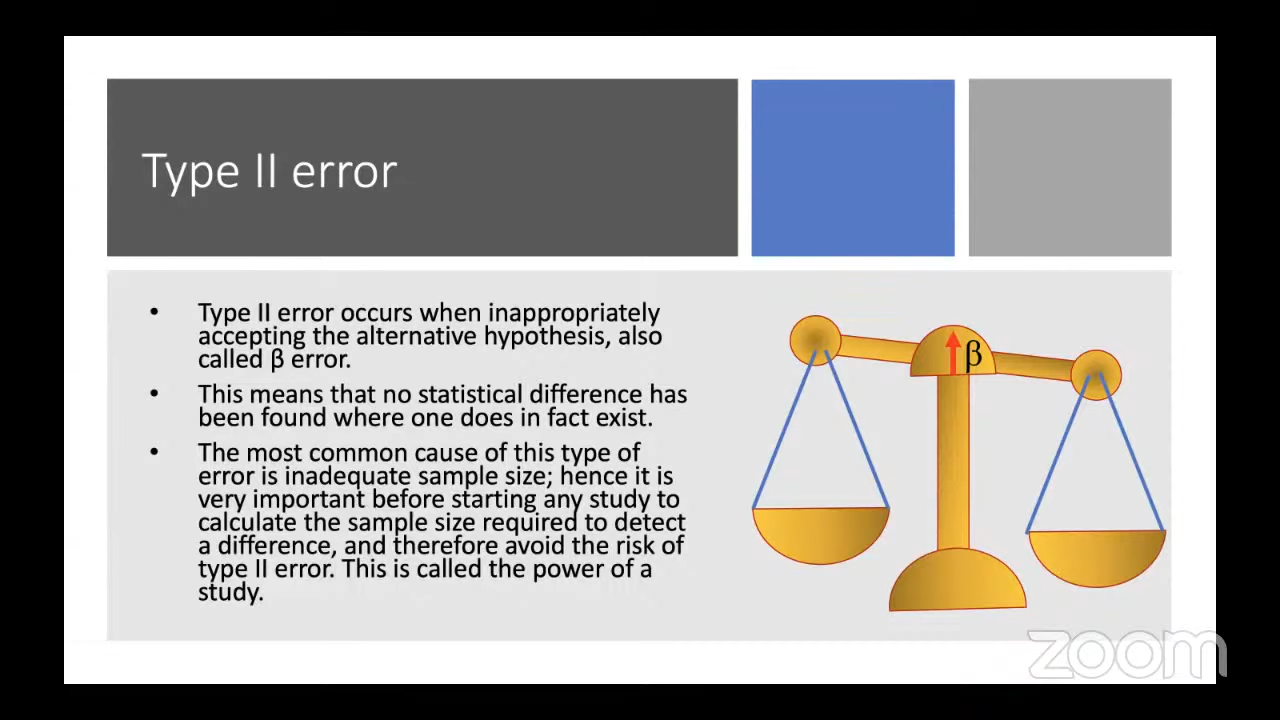 Type II error
• Type II error occurs when inappropriately
accepting the alternative hypothesis, also
called β error.
• This means that no statistical difference has
been found where one does in fact exist.
• The most common cause of this type of
error is inadequate sample size; hence it is
very important before starting any study to
calculate the sample size required to detect
a difference, and therefore avoid the risk of
type II error. This is called the power of a
study.
β
zoom